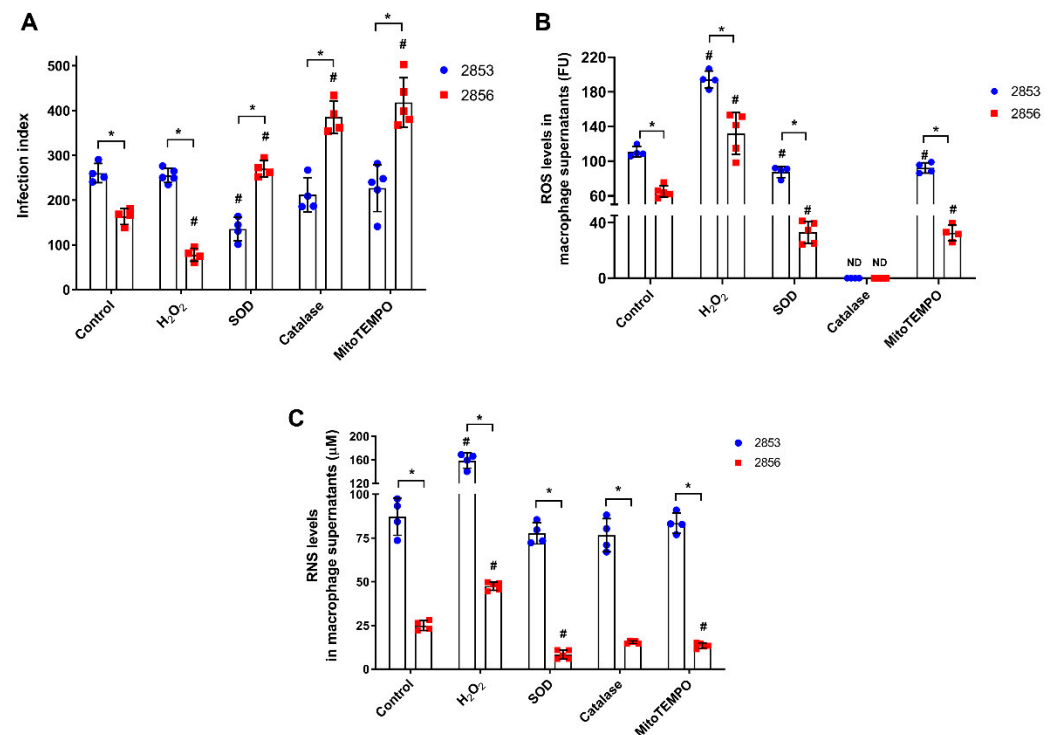 A
Infection index
500
400
300
200
100
0
*
*
*
*
*
#
#
#
#
#
2853
2856
Control
H₂O₂
SOD
Catalase
MitoTEMPO
B
ROS levels in
macrophage supernatants (FU)
220
180
140
100
60
40
0
*
*
*
*
#
#
#
#
ND
ND
#
#
2853
2856
Control
H₂O₂
SOD
Catalase
MitoTEMPO
C
RNS levels
in macrophage supernatants (µM)
200
160
120
100
75
50
25
0
*
*
*
*
*
#
#
#
#
2853
2856
Control
H₂O₂
SOD
Catalase
MitoTEMPO